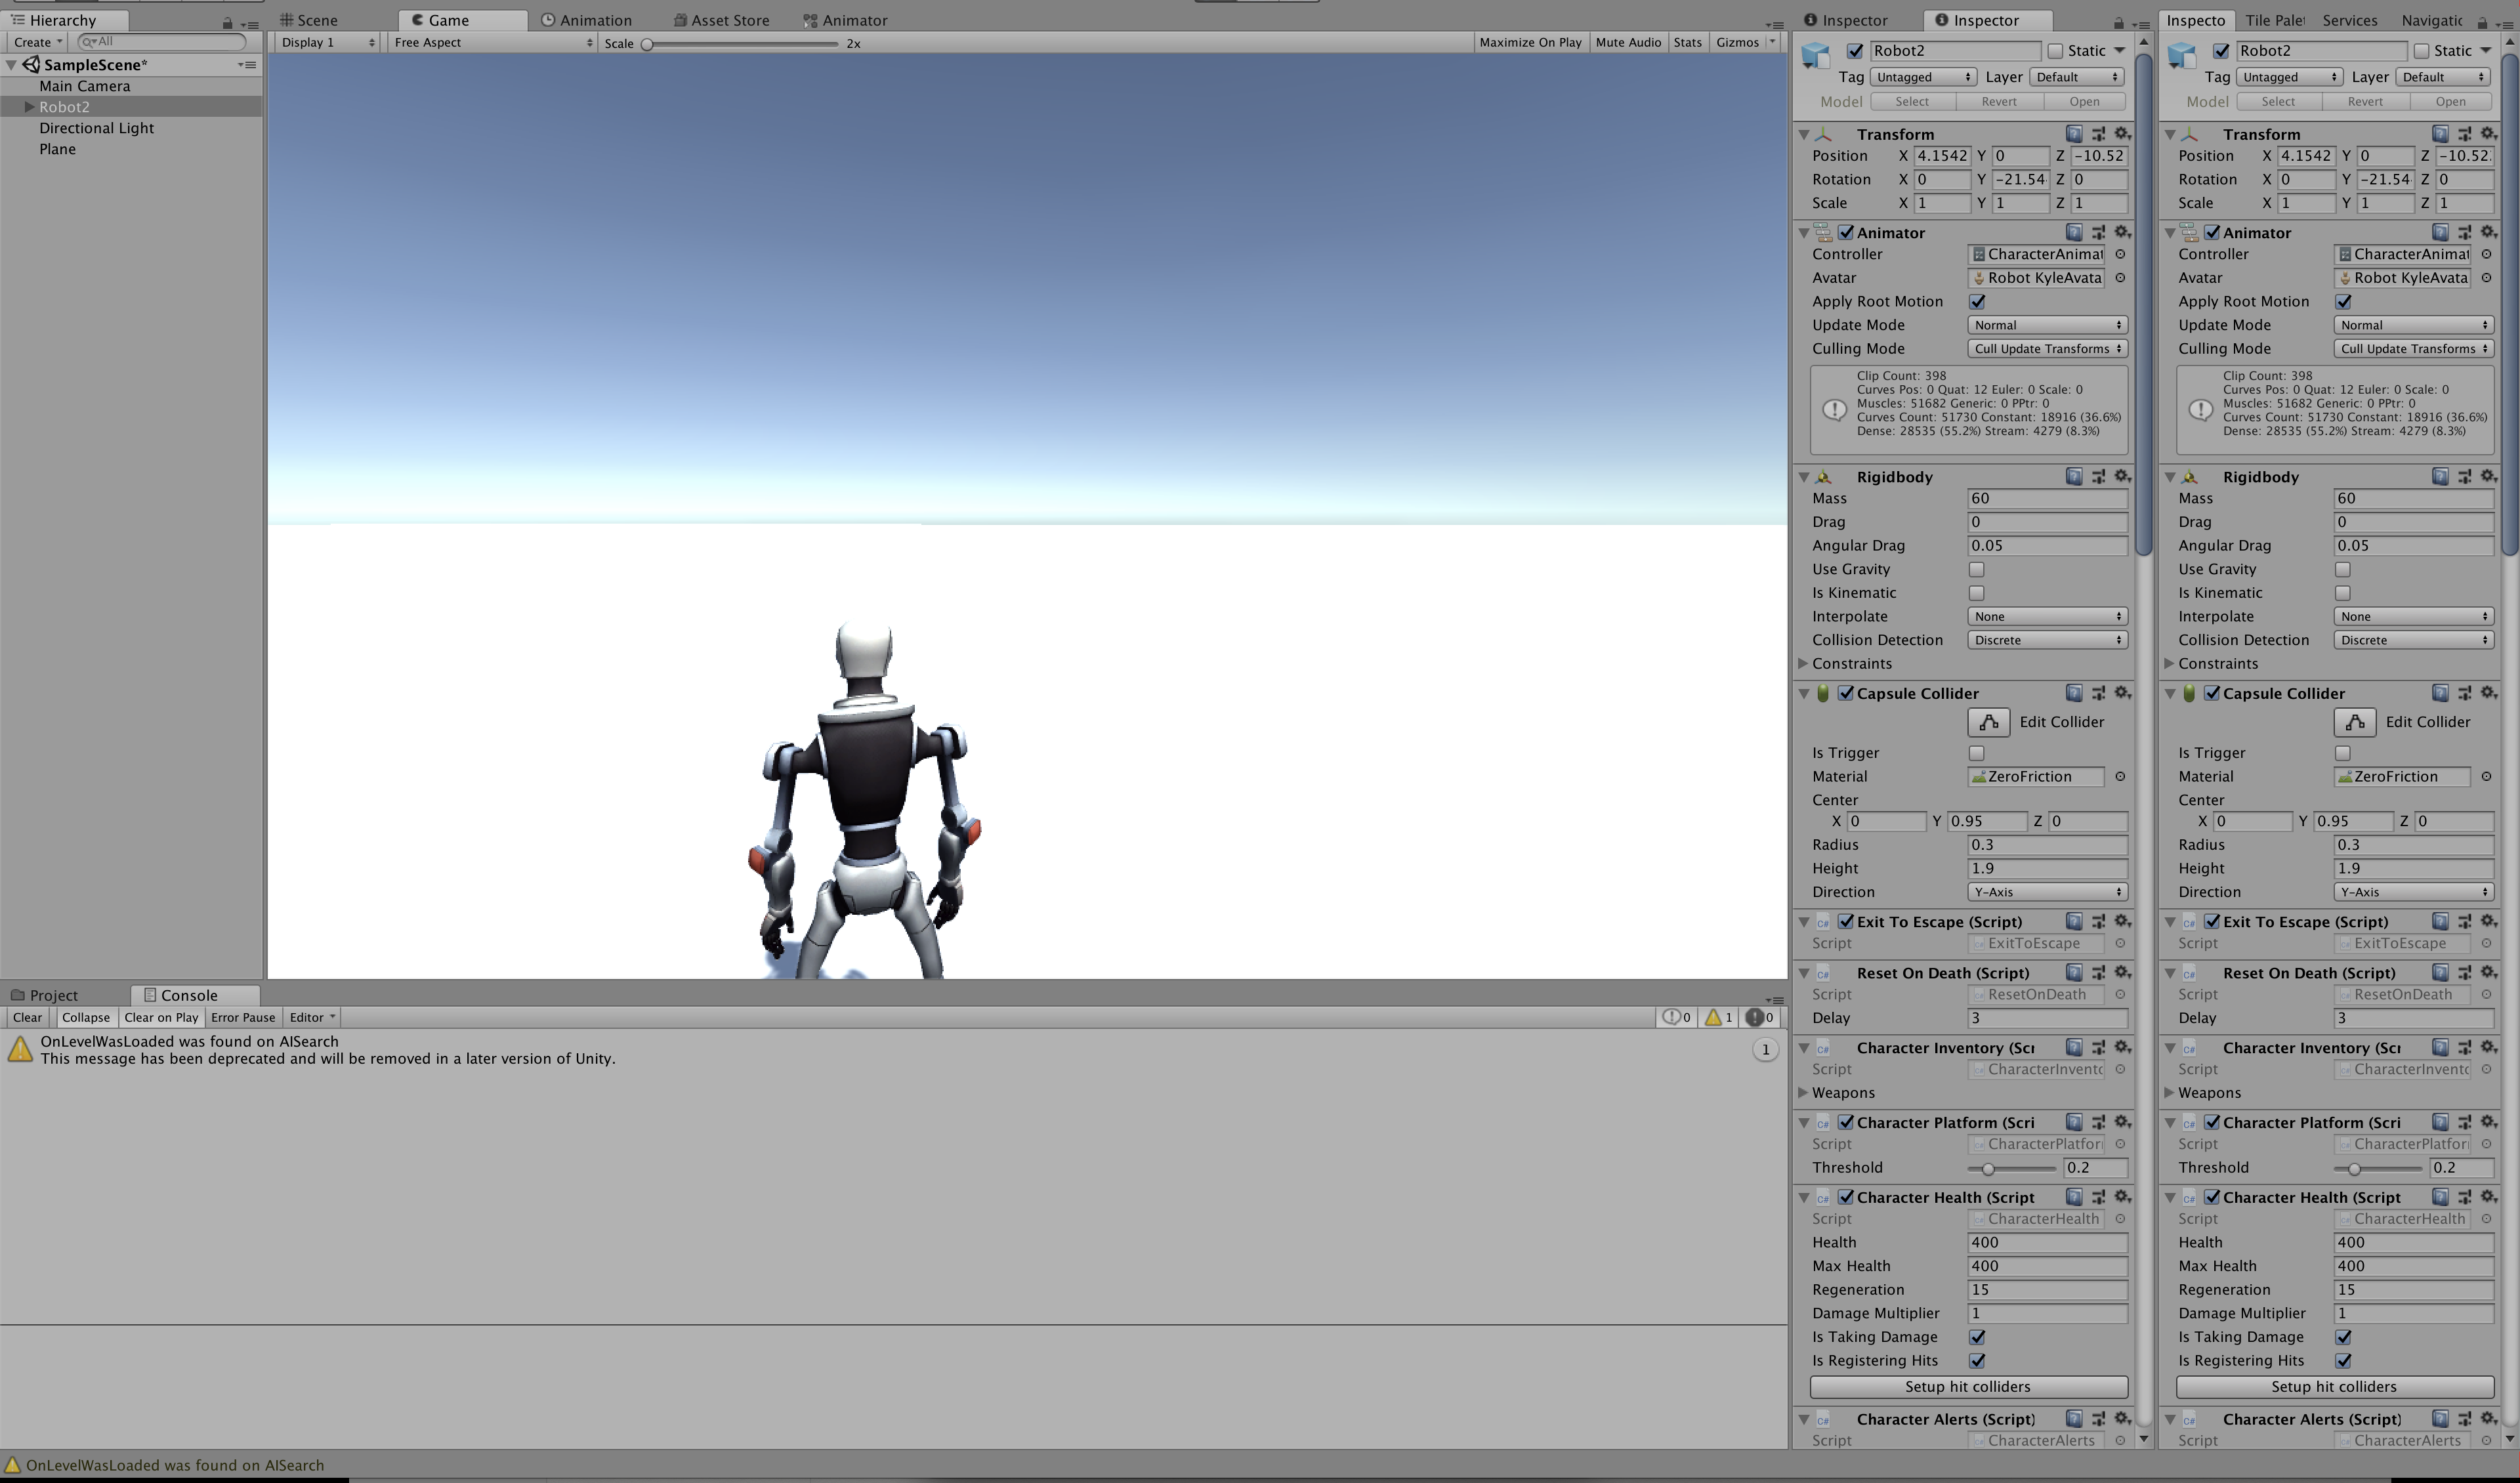 Hierarchy
Create
All
SampleScene*
Main Camera
Robot2
Directional Light
Plane
Scene
Game
Animation
Asset Store
Animator
Display 1
Free Aspect
Scale
2x
Maximize On Play
Mute Audio
Stats
Gizmos
Project
Console
Clear
Collapse
Clear on Play
Error Pause
Editor
0
1
0
OnLevelWasLoaded was found on AISearch
This message has been deprecated and will be removed in a later version of Unity.
1
OnLevelWasLoaded was found on AISearch
Inspector
Inspector
Robot2
Static
Tag Untagged Layer Default
Model Select Revert Open
Transform
Position X 4.1542 Y 0 Z -10.52
Rotation X 0 Y -21.54 Z 0
Scale X 1 Y 1 Z 1
Animator
Controller CharacterAnimat
Avatar Robot KyleAvata
Apply Root Motion
Update Mode Normal
Culling Mode Cull Update Transforms
Clip Count: 398
Curves Pos: 0 Quat: 12 Euler: 0 Scale: 0
Muscles: 51682 Generic: 0 PPtr: 0
Curves Count: 51730 Constant: 18916 (36.6%)
Dense: 28535 (55.2%) Stream: 4279 (8.3%)
Rigidbody
Mass 60
Drag 0
Angular Drag 0.05
Use Gravity
Is Kinematic
Interpolate None
Collision Detection Discrete
Constraints
Capsule Collider
Edit Collider
Is Trigger
Material ZeroFriction
Center
X 0 Y 0.95 Z 0
Radius 0.3
Height 1.9
Direction Y-Axis
C# Exit To Escape (Script)
Script ExitToEscape
C# Reset On Death (Script)
Script ResetOnDeath
Delay 3
C# Character Inventory (Scr
Script CharacterInvento
Weapons
C# Character Platform (Scri
Script CharacterPlatfor
Threshold 0.2
C# Character Health (Script
Script CharacterHealth
Health 400
Max Health 400
Regeneration 15
Damage Multiplier 1
Is Taking Damage
Is Registering Hits
Setup hit colliders
C# Character Alerts (Script)
Script CharacterAlerts
Inspecto
Tile Palet
Services
Navigatic
Robot2
Static
Tag Untagged Layer Default
Model Select Revert Open
Transform
Position X 4.1542 Y 0 Z -10.52
Rotation X 0 Y -21.54 Z 0
Scale X 1 Y 1 Z 1
Animator
Controller CharacterAnimat
Avatar Robot KyleAvata
Apply Root Motion
Update Mode Normal
Culling Mode Cull Update Transforms
Clip Count: 398
Curves Pos: 0 Quat: 12 Euler: 0 Scale: 0
Muscles: 51682 Generic: 0 PPtr: 0
Curves Count: 51730 Constant: 18916 (36.6%)
Dense: 28535 (55.2%) Stream: 4279 (8.3%)
Rigidbody
Mass 60
Drag 0
Angular Drag 0.05
Use Gravity
Is Kinematic
Interpolate None
Collision Detection Discrete
Constraints
Capsule Collider
Edit Collider
Is Trigger
Material ZeroFriction
Center
X 0 Y 0.95 Z 0
Radius 0.3
Height 1.9
Direction Y-Axis
C# Exit To Escape (Script)
Script ExitToEscape
C# Reset On Death (Script)
Script ResetOnDeath
Delay 3
C# Character Inventory (Scr
Script CharacterInvento
Weapons
C# Character Platform (Scri
Script CharacterPlatfor
Threshold 0.2
C# Character Health (Script
Script CharacterHealth
Health 400
Max Health 400
Regeneration 15
Damage Multiplier 1
Is Taking Damage
Is Registering Hits
Setup hit colliders
C# Character Alerts (Script)
Script CharacterAlerts